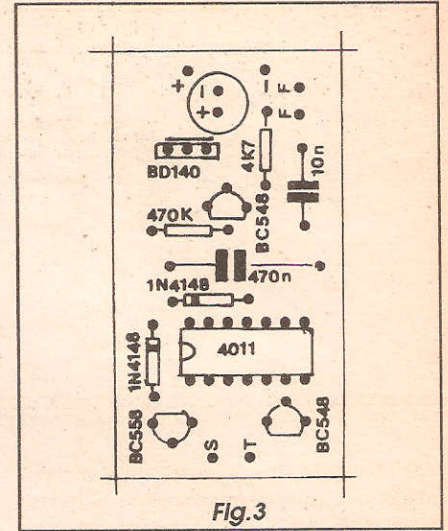 + - -
- F
+ F
BD140
4K7
10n
BC548
470K
470n
1N4148
1N4148
4011
BC558
S T
BC548
Fig.3